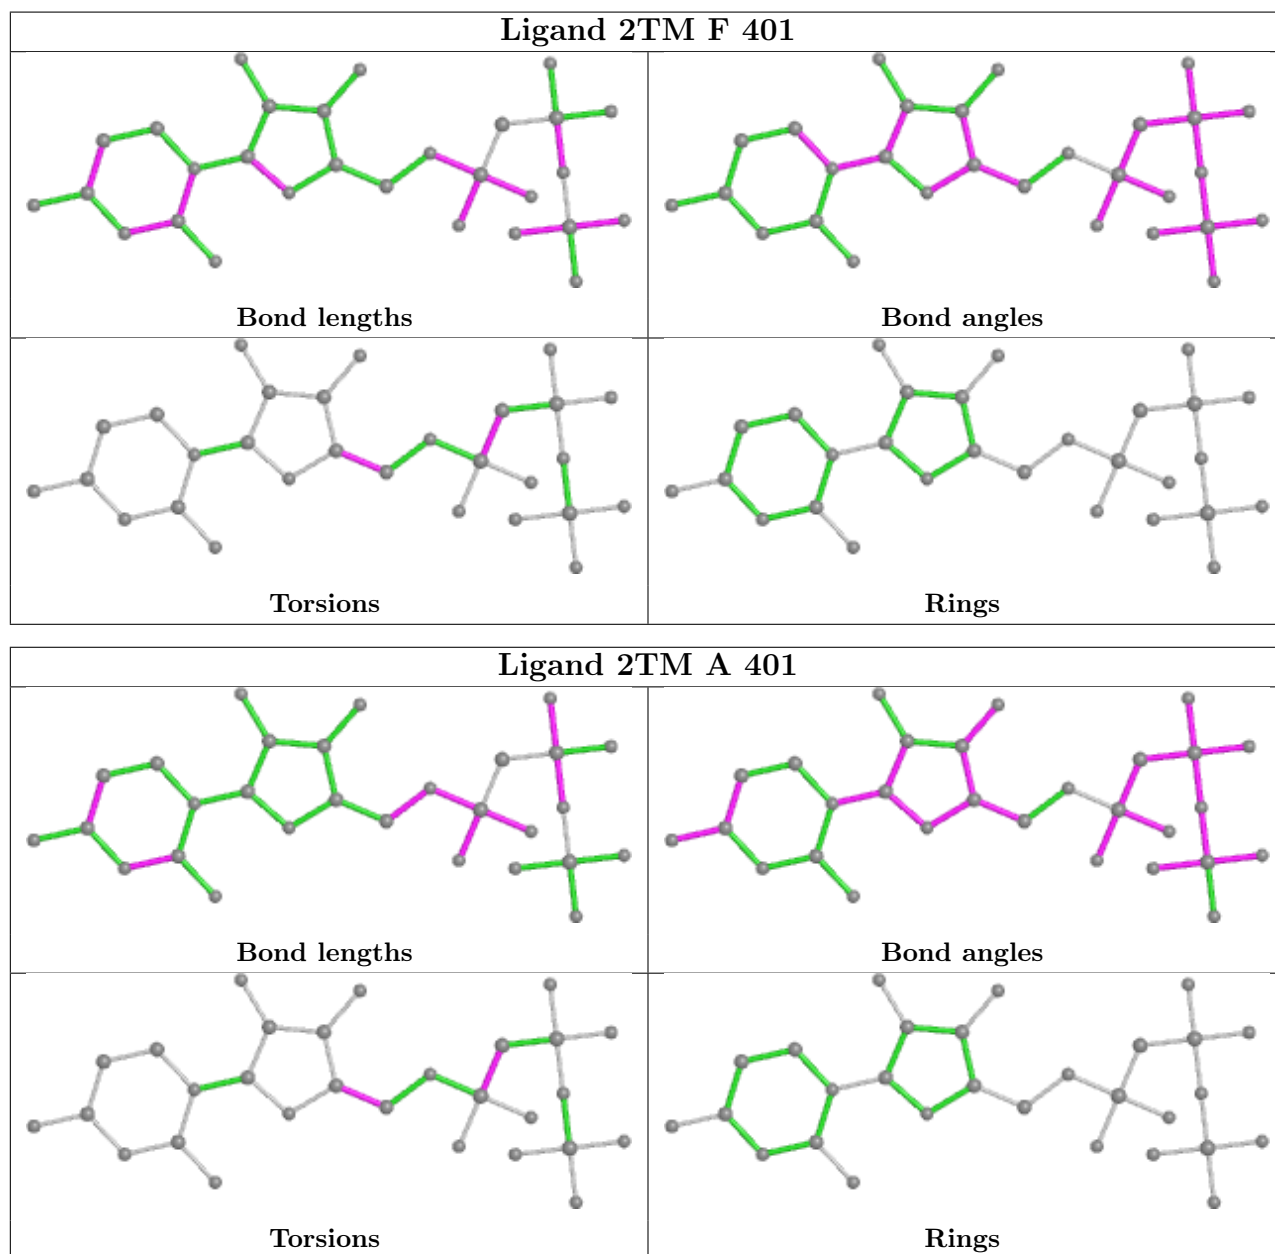 Ligand 2TM F 401
Bond lengths
Bond angles
Torsions
Rings
Ligand 2TM A 401
Bond lengths
Bond angles
Torsions
Rings